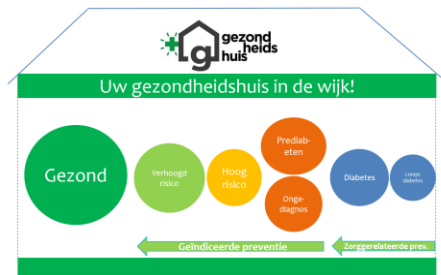 g
gezond
heids
huis
Uw gezondheidshuis in de wijk!
Gezond
Verhoogd
risico
Hoog
risico
Prediab-
eten
Onge-
diagnos
Diabetes
diabetes
Geïndiceerde preventie
Zorggerelateerde prev.